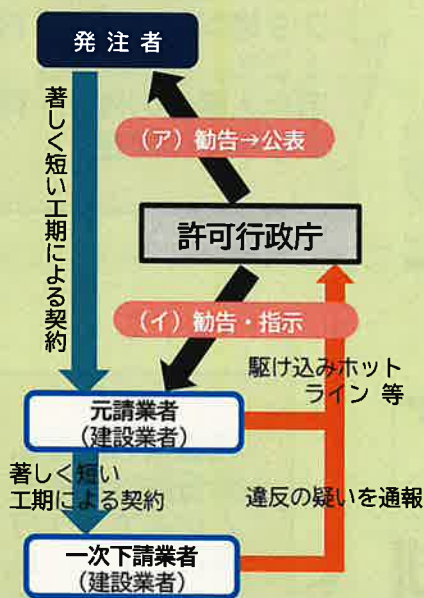 発注者
著しく短い工期による契約
(ア)勧告→公表
許可行政庁
(イ)勧告・指示
駆け込みホット
ライン 等
元請業者
(建設業者)
著しく短い
工期による契約
違反の疑いを通報
一次下請業者
(建設業者)